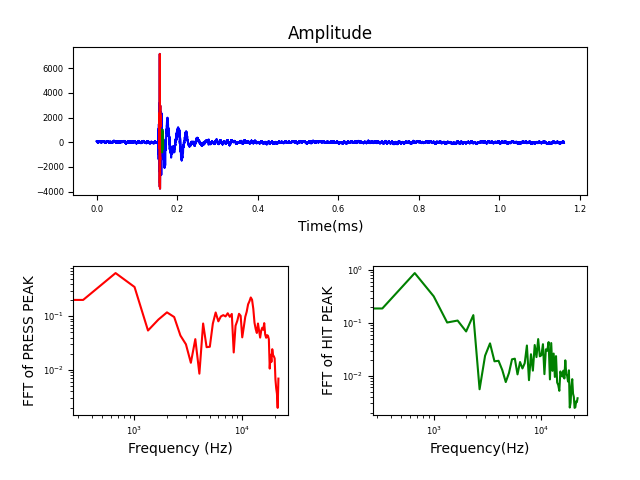 Amplitude
6000
4000
2000
0
−2000
−4000
0.0 0.2 0.4 0.6 0.8 1.0 1.2
Time(ms)
FFT of PRESS PEAK
10⁻¹
10⁻²
10³ 10⁴
Frequency (Hz)
FFT of HIT PEAK
10⁰
10⁻¹
10⁻²
10³ 10⁴
Frequency(Hz)